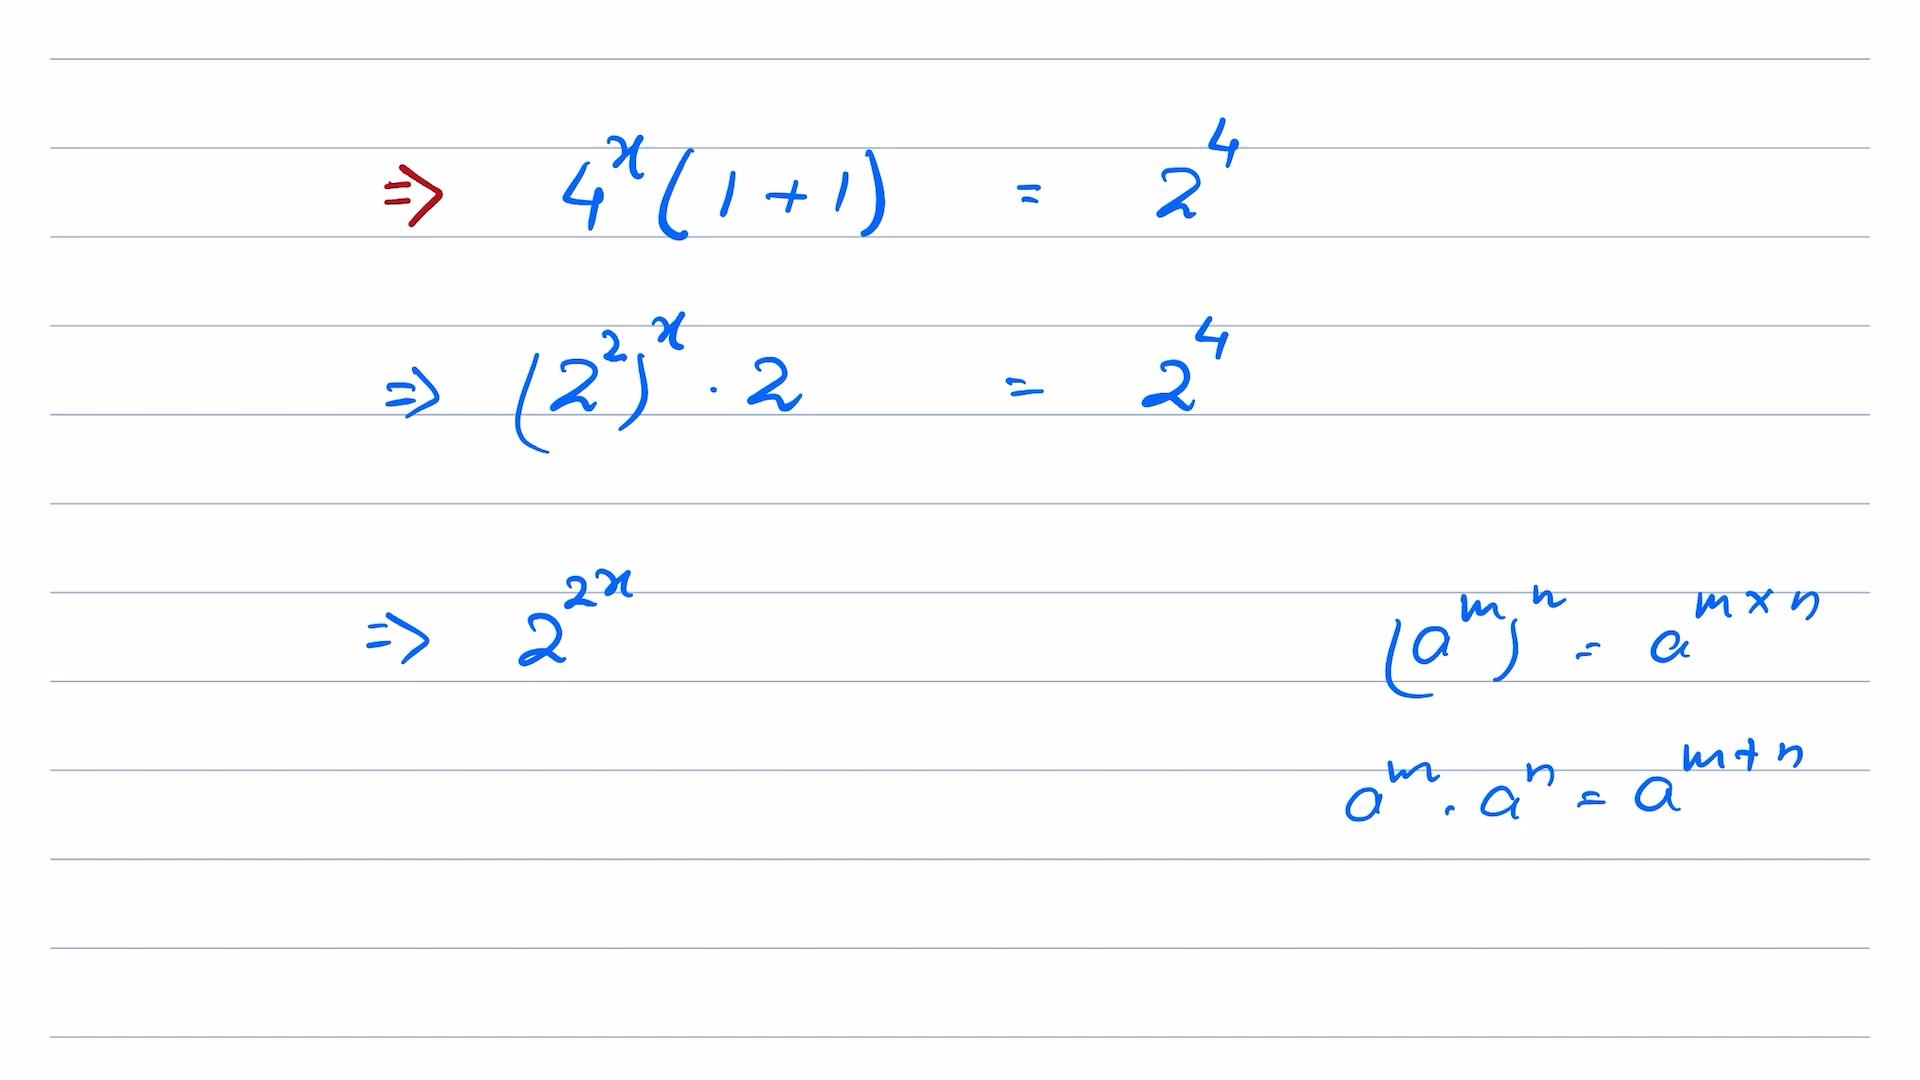 ⇒ 4^x (1 + 1) = 2^4
⇒ (2^2)^x · 2 = 2^4
⇒ 2^2x
(a^m)^n = a^m×n
a^m · a^n = a^m+n